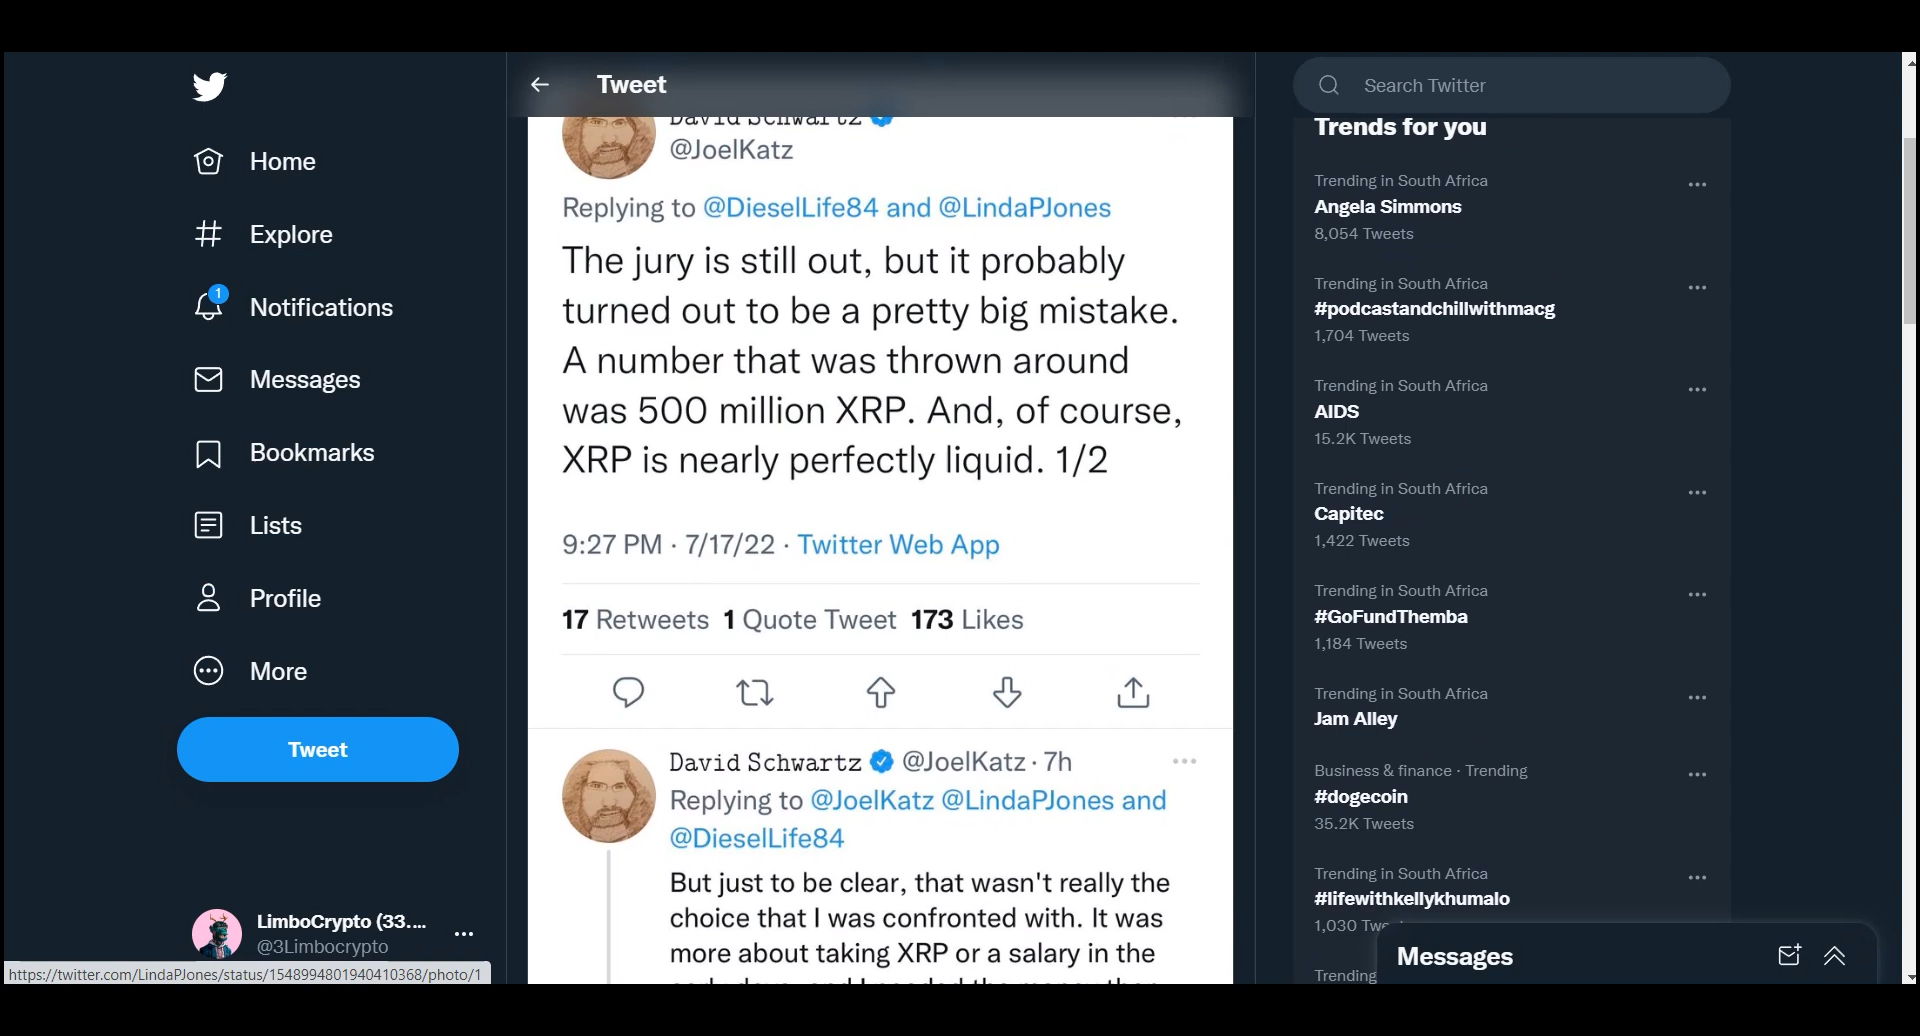 Home
Explore
1
Notifications
Messages
Bookmarks
Lists
Profile
More
Tweet
LimboCrypto (33....
@3Limbocrypto
https://twitter.com/LindaPJones/status/1548994801940410368/photo/1
Tweet
David Schwartz
@JoelKatz
Replying to @DieselLife84 and @LindaPJones
The jury is still out, but it probably
turned out to be a pretty big mistake.
A number that was thrown around
was 500 million XRP. And, of course,
XRP is nearly perfectly liquid. 1/2
9:27 PM · 7/17/22 · Twitter Web App
17 Retweets 1 Quote Tweet 173 Likes
David Schwartz @JoelKatz · 7h
Replying to @JoelKatz @LindaPJones and
@DieselLife84
But just to be clear, that wasn't really the
choice that I was confronted with. It was
more about taking XRP or a salary in the
Search Twitter
Trends for you
Trending in South Africa
Angela Simmons
8,054 Tweets
Trending in South Africa
#podcastandchillwithmacg
1,704 Tweets
Trending in South Africa
AIDS
15.2K Tweets
Trending in South Africa
Capitec
1,422 Tweets
Trending in South Africa
#GoFundThemba
1,184 Tweets
Trending in South Africa
Jam Alley
Business & finance · Trending
#dogecoin
35.2K Tweets
Trending in South Africa
#lifewithkellykhumalo
1,030 Twe
Trending
Messages